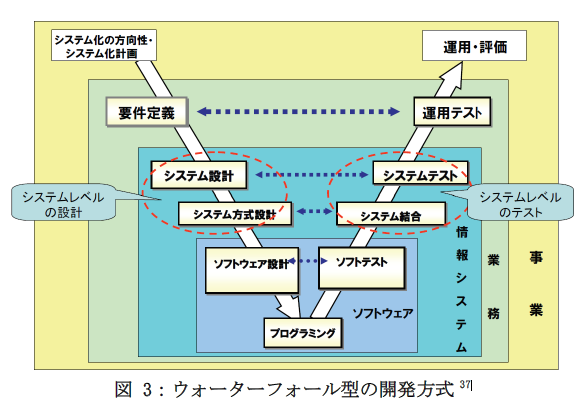 システム化の方向性・
システム化計画
運用・評価
要件定義
運用テスト
システム設計
システムテスト
システムレベル
の設計
システムレベル
のテスト
システム方式設計
システム結合
ソフトウェア設計
ソフトテスト
プログラミング
ソフトウェア
情報システム
業務
事業
図 3：ウォーターフォール型の開発方式 37